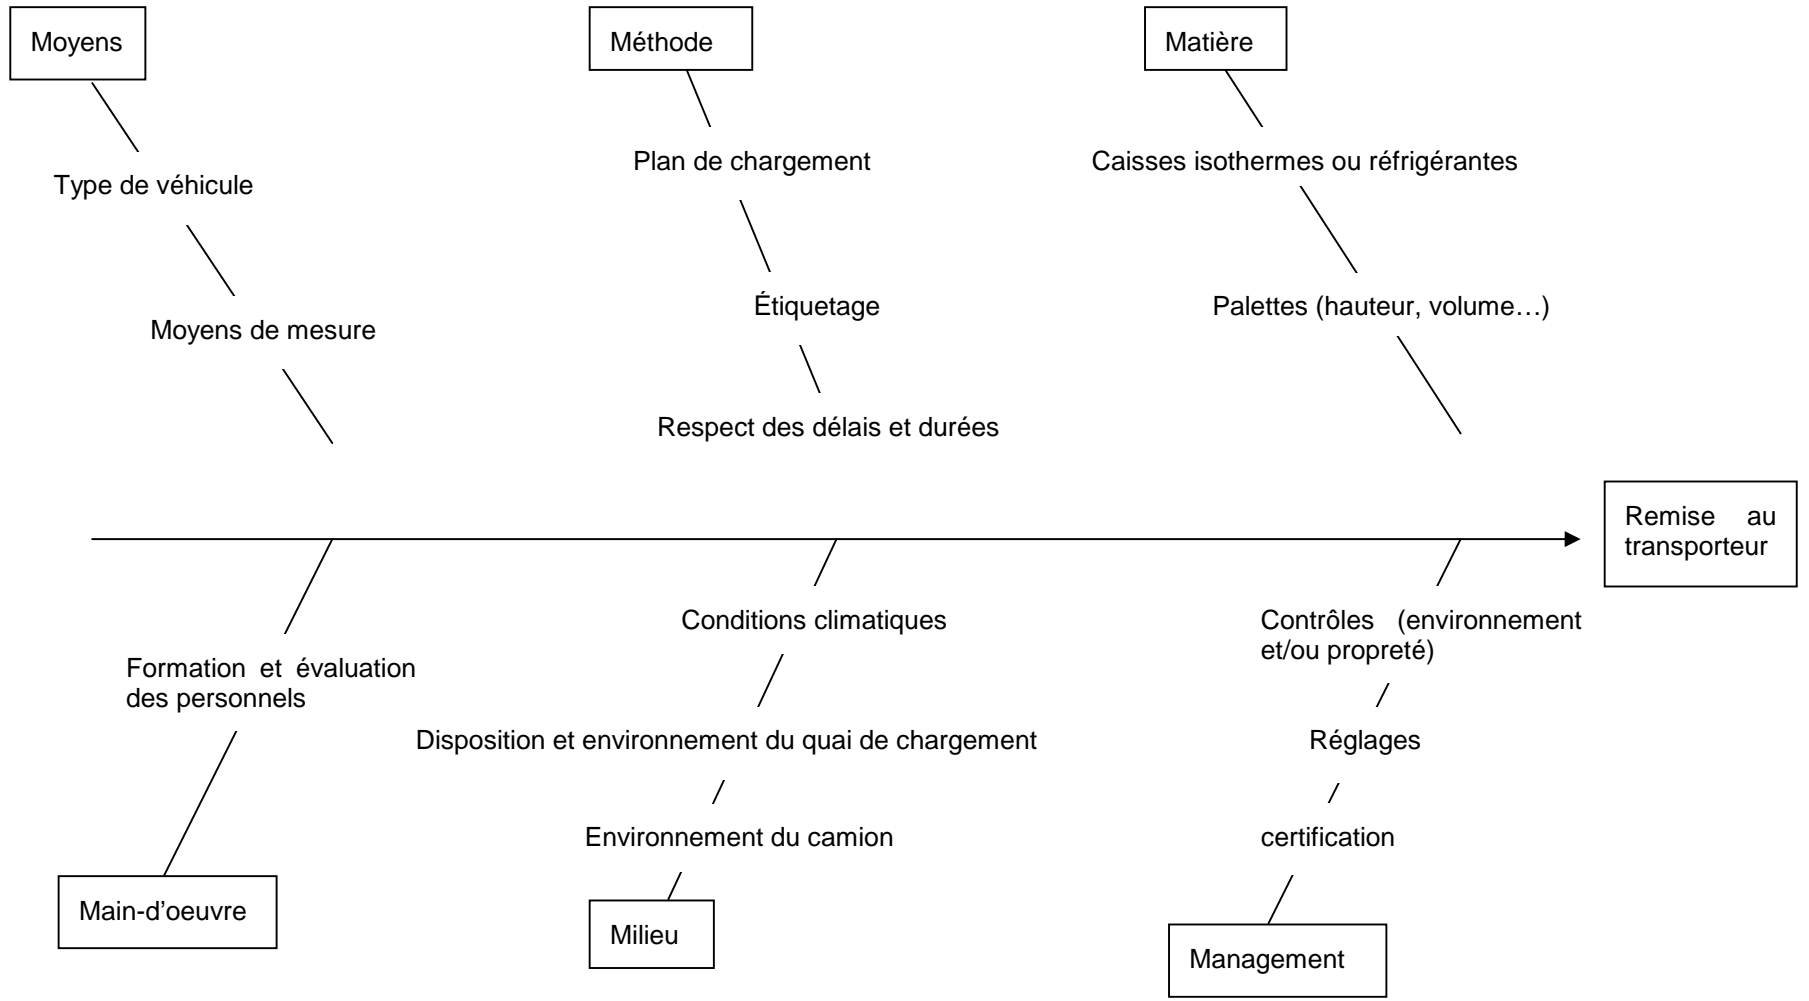 Moyens
Méthode
Matière
Plan de chargement
Caisses isothermes ou réfrigérantes
Type de véhicule
Étiquetage
Palettes (hauteur, volume…)
Moyens de mesure
Respect des délais et durées
Remise au
transporteur
Conditions climatiques
Contrôles (environnement
et/ou propreté)
Formation et évaluation
des personnels
Disposition et environnement du quai de chargement
Réglages
Environnement du camion
certification
Main-d'oeuvre
Milieu
Management